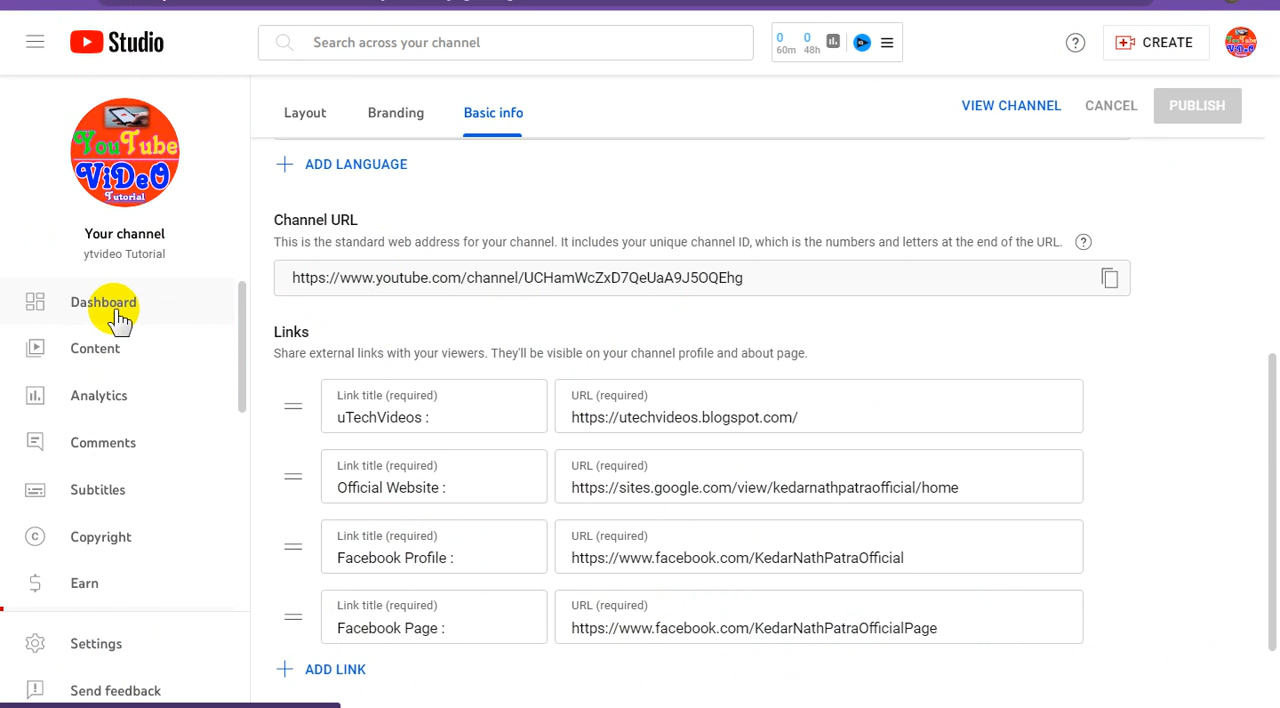 Studio
Search across your channel
0 0
60m 48h
CREATE
Layout Branding Basic info
VIEW CHANNEL CANCEL PUBLISH
YouTube
ViDeO
Tutorial
Your channel
ytvideo Tutorial
Dashboard
Content
Analytics
Comments
Subtitles
Copyright
Earn
Settings
Send feedback
ADD LANGUAGE
Channel URL
This is the standard web address for your channel. It includes your unique channel ID, which is the numbers and letters at the end of the URL.
https://www.youtube.com/channel/UCHamWcZxD7QeUaA9J5OQEhg
Links
Share external links with your viewers. They'll be visible on your channel profile and about page.
Link title (required) URL (required)
uTechVideos : https://utechvideos.blogspot.com/
Link title (required) URL (required)
Official Website : https://sites.google.com/view/kedarnathpatraofficial/home
Link title (required) URL (required)
Facebook Profile : https://www.facebook.com/KedarNathPatraOfficial
Link title (required) URL (required)
Facebook Page : https://www.facebook.com/KedarNathPatraOfficialPage
ADD LINK